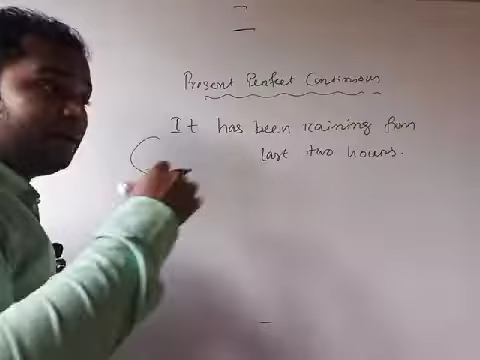 Present Perfect Continuous
It has been raining from
last two hours.